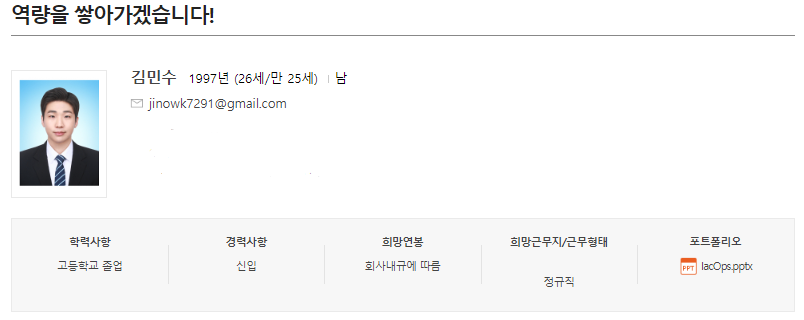 역량을 쌓아가겠습니다!
김민수 1997년 (26세/만 25세) 남
jinowk7291@gmail.com
학력사항 경력사항 희망연봉 희망근무지/근무형태 포트폴리오
고등학교 졸업 신입 회사내규에 따름 정규직 PPT IacOps.pptx